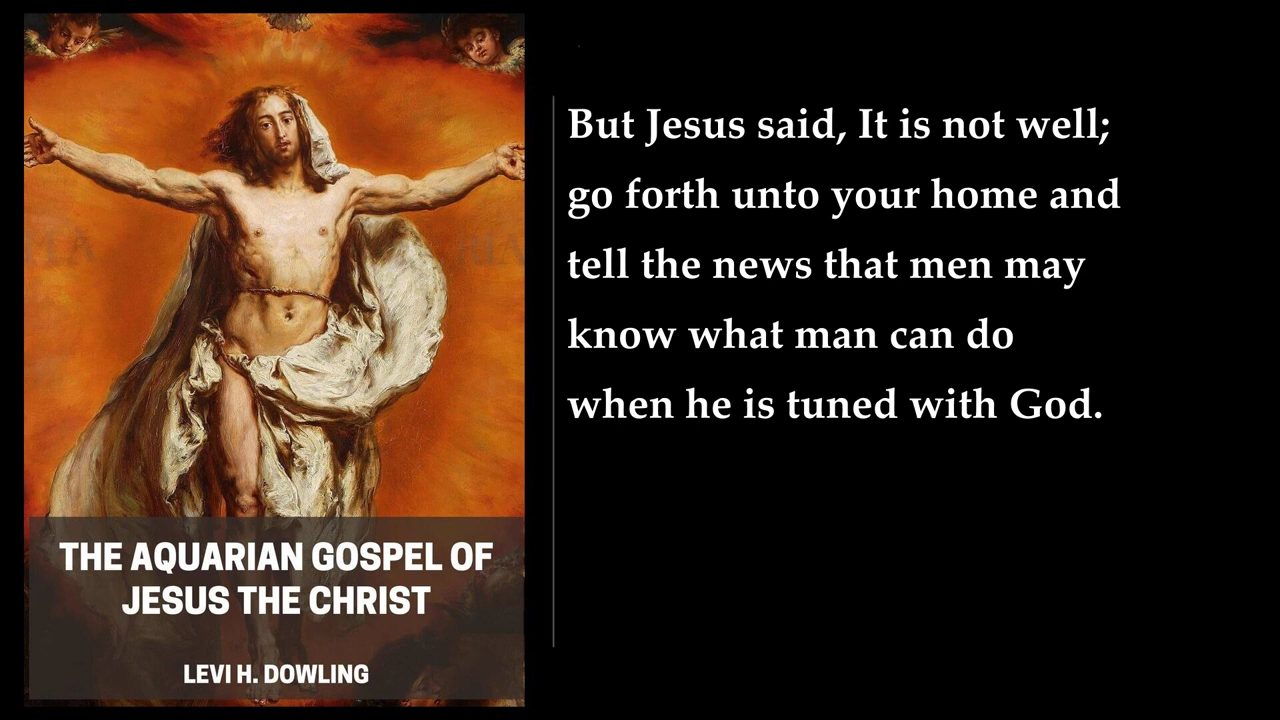 THE AQUARIAN GOSPEL OF
JESUS THE CHRIST
LEVI H. DOWLING
But Jesus said, It is not well;
go forth unto your home and
tell the news that men may
know what man can do
when he is tuned with God.